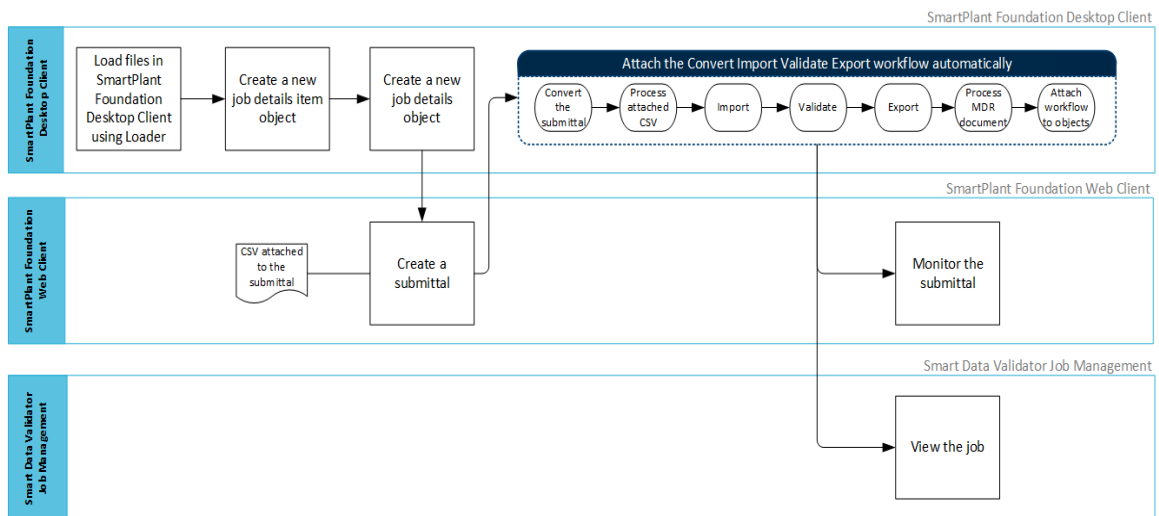 SmartPlant Foundation Desktop Client
SmartPlant Foundation
Desktop Client
Load files in
SmartPlant
Foundation
Desktop Client
using Loader
Create a new
job details item
object
Create a new
job details
object
Attach the Convert Import Validate Export workflow automatically
Convert
the
submittal
Process
attached
CSV
Import
Validate
Export
Process
MDR
document
Attach
workflow
to objects
SmartPlant Foundation Web Client
SmartPlant Foundation
Web Client
CSV attached
to the
submittal
Create a
submittal
Monitor the
submittal
Smart Data Validator Job Management
Smart Data Validator
Job Management
View the job